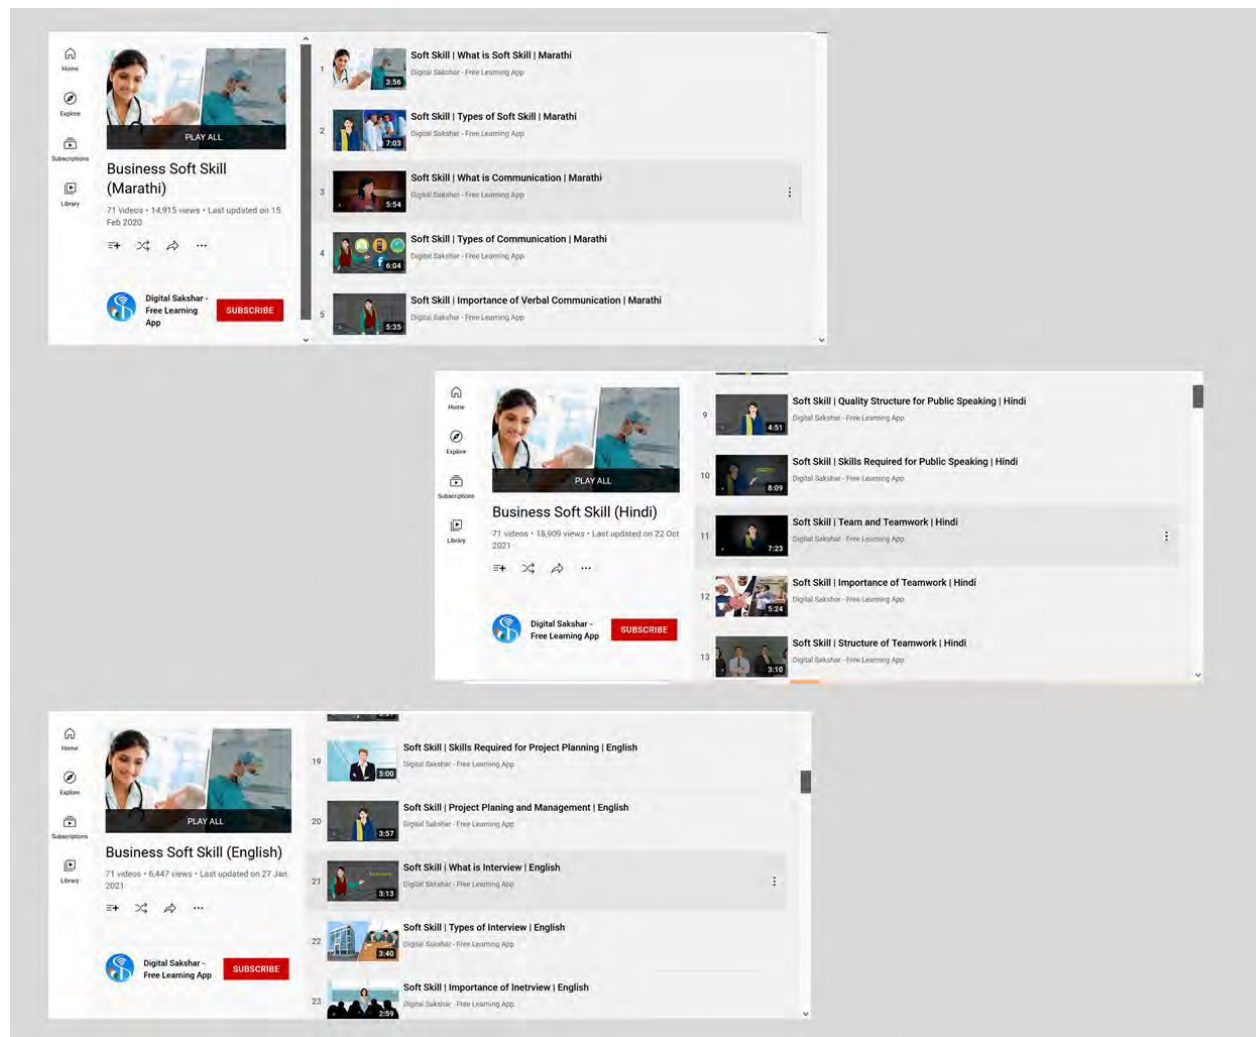 Home
Explore
Subscriptions
Library
PLAY ALL
Business Soft Skill
(Marathi)
71 videos • 14,915 views • Last updated on 15
Feb 2020
Digital Sakshar -
Free Learning
App
SUBSCRIBE
1
3:56
Soft Skill | What is Soft Skill | Marathi
Digital Sakshar - Free Learning App
2
7:03
Soft Skill | Types of Soft Skill | Marathi
Digital Sakshar - Free Learning App
3
5:54
Soft Skill | What is Communication | Marathi
Digital Sakshar - Free Learning App
4
6:04
Soft Skill | Types of Communication | Marathi
Digital Sakshar - Free Learning App
5
5:35
Soft Skill | Importance of Verbal Communication | Marathi
Digital Sakshar - Free Learning App
Home
Explore
Subscriptions
Library
PLAY ALL
Business Soft Skill (Hindi)
71 videos • 18,909 views • Last updated on 22 Oct
2021
Digital Sakshar -
Free Learning App
SUBSCRIBE
9
4:51
Soft Skill | Quality Structure for Public Speaking | Hindi
Digital Sakshar - Free Learning App
10
8:09
Soft Skill | Skills Required for Public Speaking | Hindi
Digital Sakshar - Free Learning App
11
7:23
Soft Skill | Team and Teamwork | Hindi
Digital Sakshar - Free Learning App
12
5:24
Soft Skill | Importance of Teamwork | Hindi
Digital Sakshar - Free Learning App
13
3:10
Soft Skill | Structure of Teamwork | Hindi
Digital Sakshar - Free Learning App
Home
Explore
Subscriptions
Library
PLAY ALL
Business Soft Skill (English)
71 videos • 6,447 views • Last updated on 27 Jan
2021
Digital Sakshar -
Free Learning App
SUBSCRIBE
19
5:00
Soft Skill | Skills Required for Project Planning | English
Digital Sakshar - Free Learning App
20
3:57
Soft Skill | Project Planing and Management | English
Digital Sakshar - Free Learning App
21
3:13
Soft Skill | What is Interview | English
Digital Sakshar - Free Learning App
22
3:40
Soft Skill | Types of Interview | English
Digital Sakshar - Free Learning App
23
2:59
Soft Skill | Importance of Inetrview | English
Digital Sakshar - Free Learning App